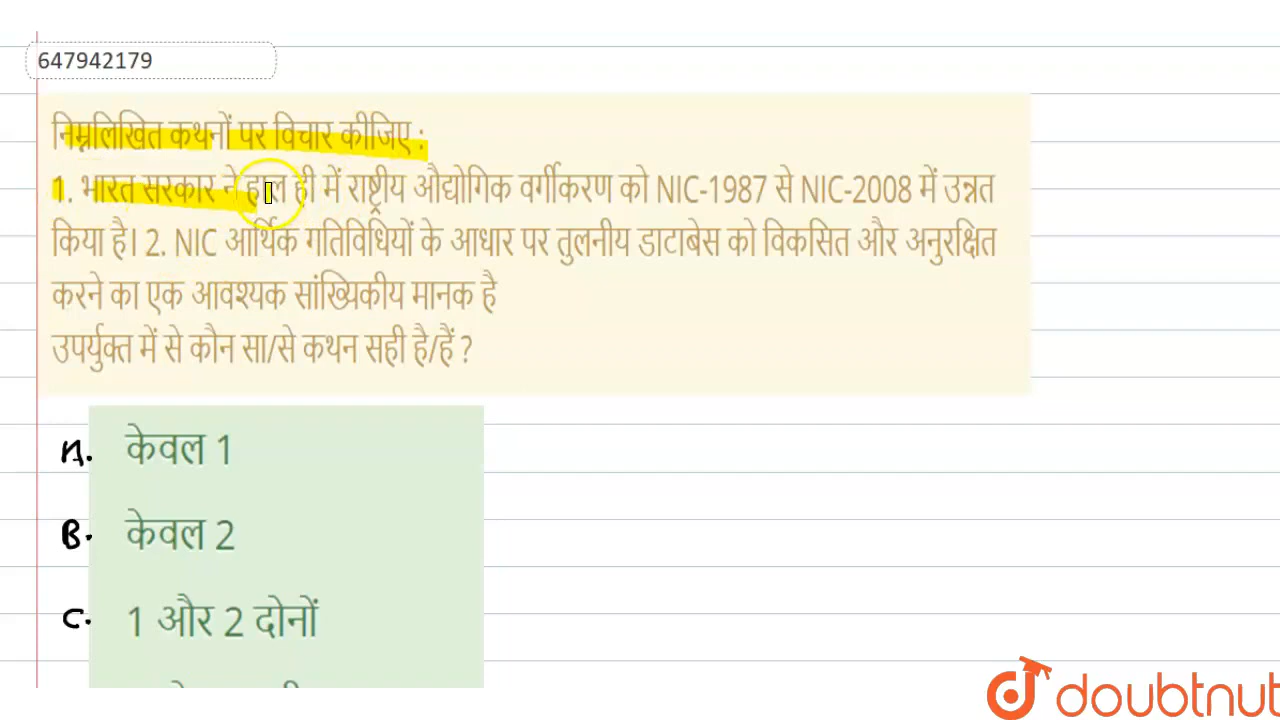 647942179
निम्नलिखित कथनों पर विचार कीजिए :
1. भारत सरकार ने हाल ही में राष्ट्रीय औद्योगिक वर्गीकरण को NIC-1987 से NIC-2008 में उन्नत
किया है। 2. NIC आर्थिक गतिविधियों के आधार पर तुलनीय डाटाबेस को विकसित और अनुरक्षित
करने का एक आवश्यक सांख्यिकीय मानक है
उपर्युक्त में से कौन सा/से कथन सही है/हैं ?
A. केवल 1
B. केवल 2
C. 1 और 2 दोनों
doubtnut